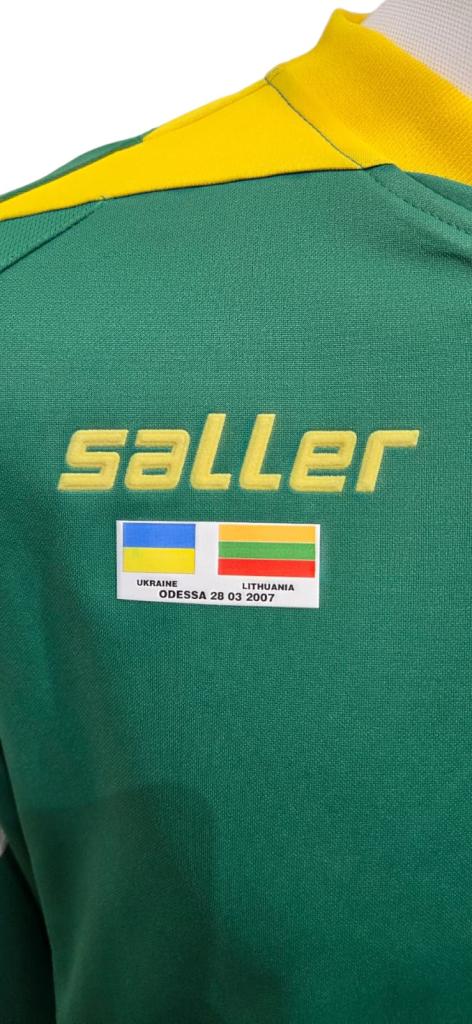 saller
UKRAINE LITHUANIA
ODESSA 28 03 2007